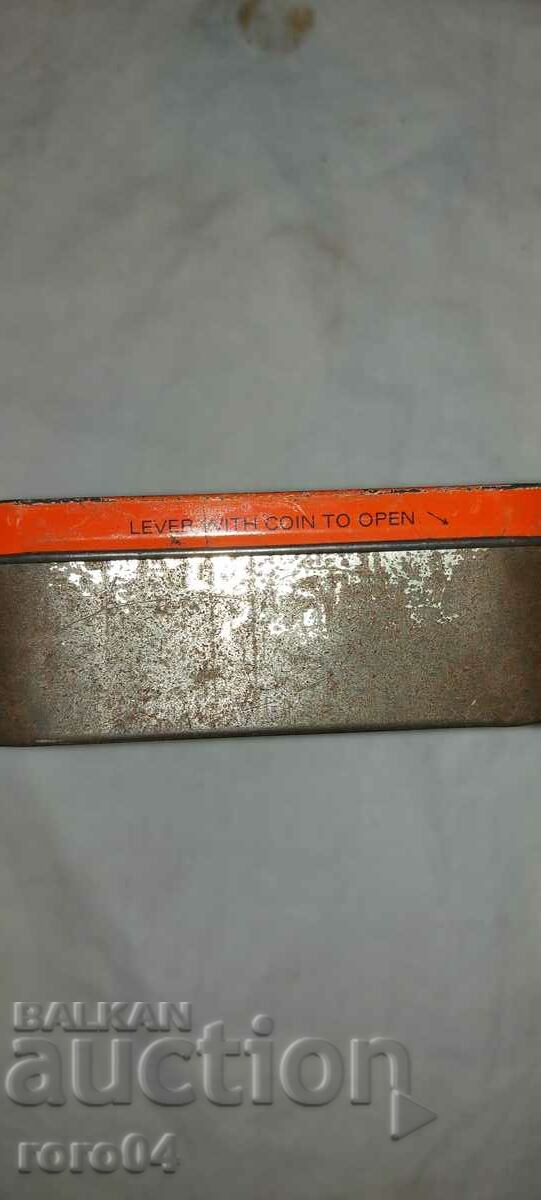 LEVER WITH COIN TO OPEN
BALKAN
auction
roro04